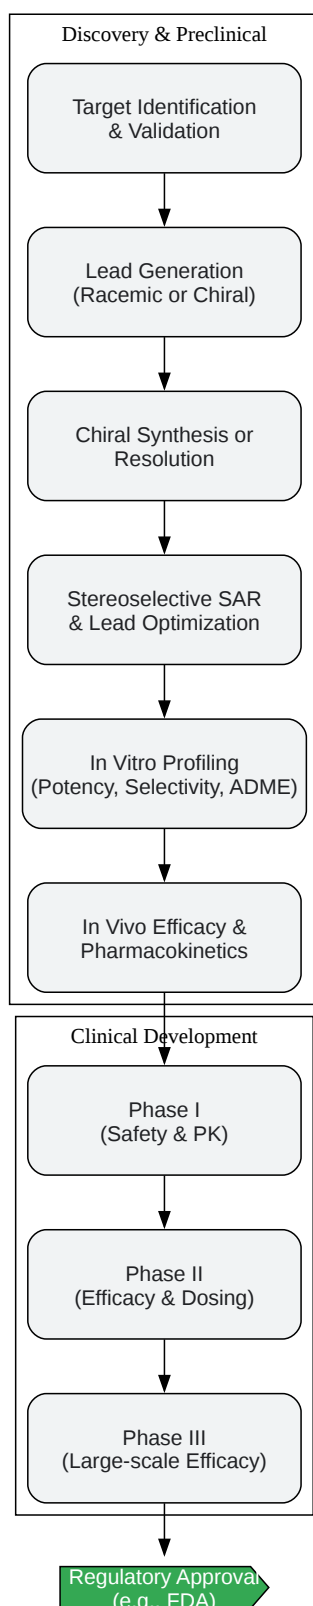 Discovery & Preclinical
Target Identification
& Validation
Lead Generation
(Racemic or Chiral)
Chiral Synthesis or
Resolution
Stereoselective SAR
& Lead Optimization
In Vitro Profiling
(Potency, Selectivity, ADME)
In Vivo Efficacy &
Pharmacokinetics
Clinical Development
Phase I
(Safety & PK)
Phase II
(Efficacy & Dosing)
Phase III
(Large-scale Efficacy)
Regulatory Approval
(e.g., FDA)